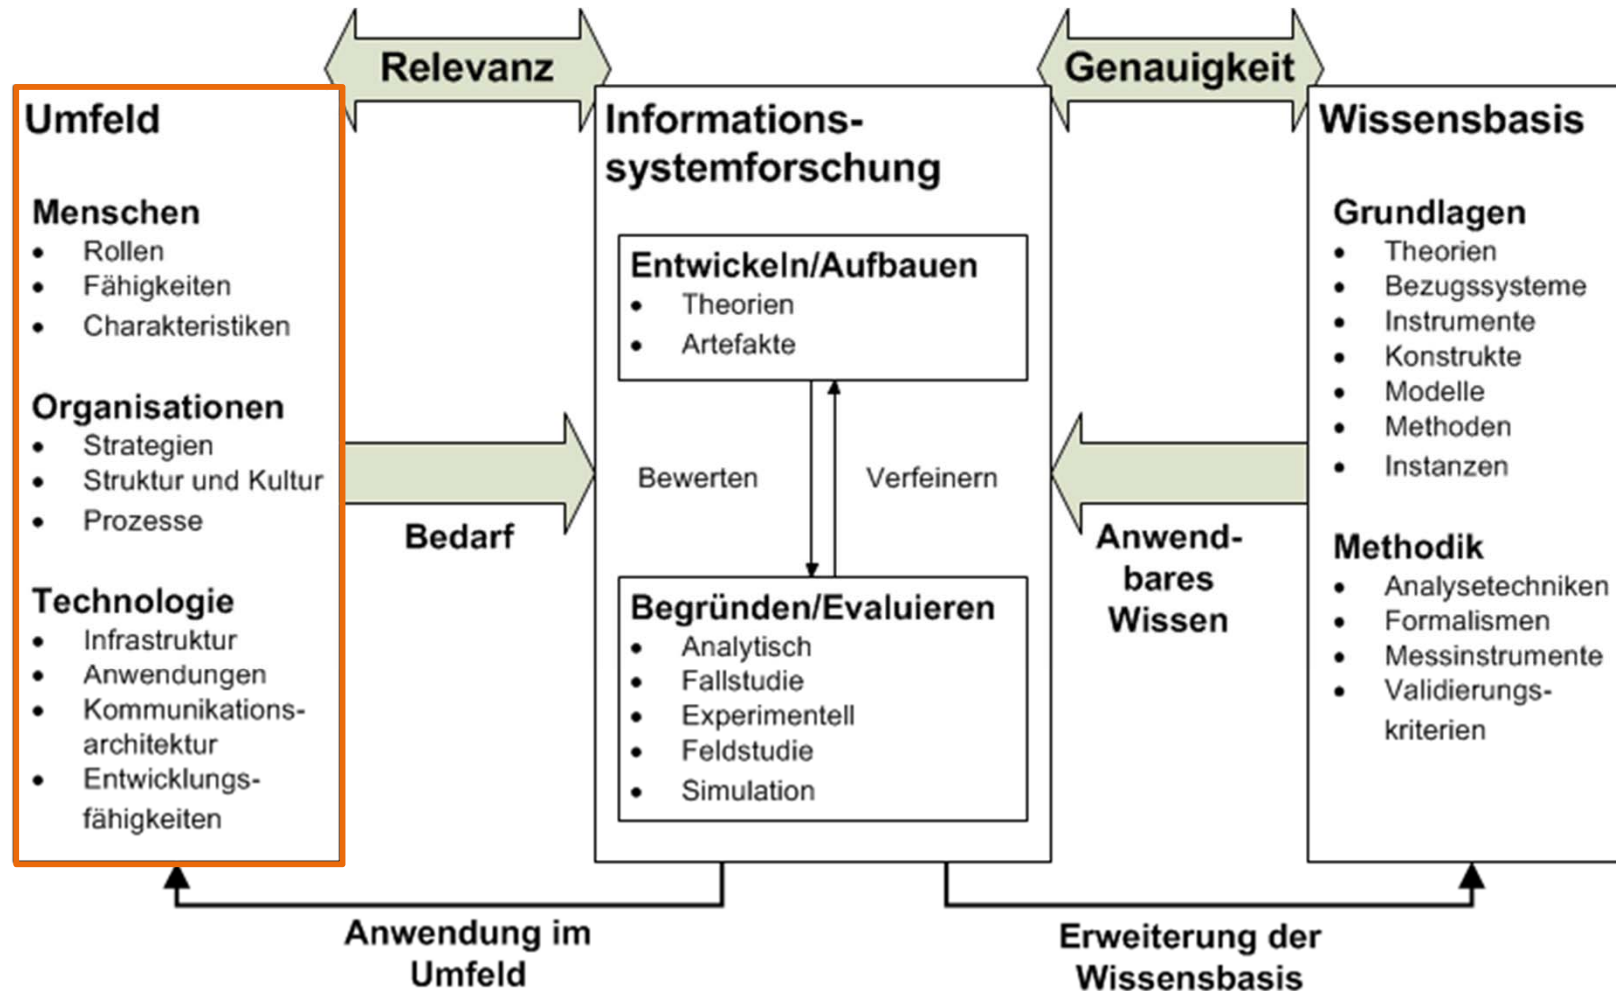 Relevanz
Genauigkeit
Umfeld
Menschen
• Rollen
• Fähigkeiten
• Charakteristiken
Organisationen
• Strategien
• Struktur und Kultur
• Prozesse
Technologie
• Infrastruktur
• Anwendungen
• Kommunikations-
architektur
• Entwicklungs-
fähigkeiten
Bedarf
Informations-
systemforschung
Entwickeln/Aufbauen
• Theorien
• Artefakte
Bewerten
Verfeinern
Begründen/Evaluieren
• Analytisch
• Fallstudie
• Experimentell
• Feldstudie
• Simulation
Anwend-
bares
Wissen
Wissensbasis
Grundlagen
• Theorien
• Bezugssysteme
• Instrumente
• Konstrukte
• Modelle
• Methoden
• Instanzen
Methodik
• Analysetechniken
• Formalismen
• Messinstrumente
• Validierungs-
kriterien
Anwendung im
Umfeld
Erweiterung der
Wissensbasis